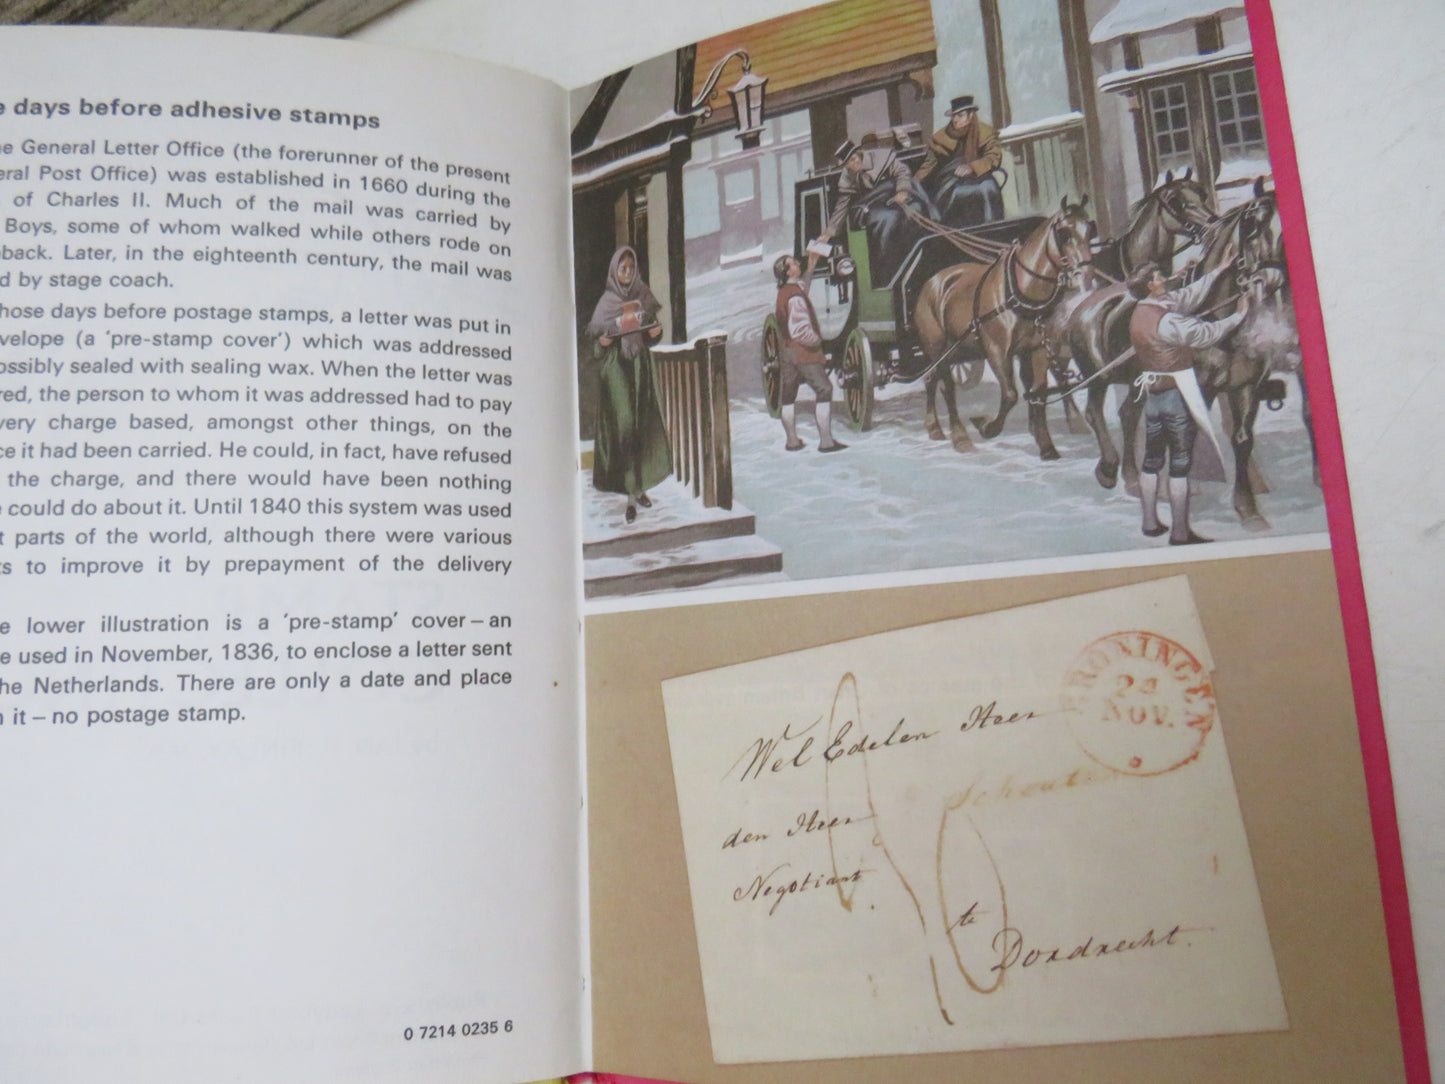 e days before adhesive stamps
e General Letter Office (the forerunner of the present
eral Post Office) was established in 1660 during the
of Charles II. Much of the mail was carried by
Boys, some of whom walked while others rode on
back. Later, in the eighteenth century, the mail was
d by stage coach.
hose days before postage stamps, a letter was put in
velope (a 'pre-stamp cover') which was addressed
ossibly sealed with sealing wax. When the letter was
red, the person to whom it was addressed had to pay
very charge based, amongst other things, on the
ce it had been carried. He could, in fact, have refused
the charge, and there would have been nothing
could do about it. Until 1840 this system was used
t parts of the world, although there were various
ts to improve it by prepayment of the delivery
e lower illustration is a 'pre-stamp' cover – an
e used in November, 1836, to enclose a letter sent
he Netherlands. There are only a date and place
n it – no postage stamp.
0 7214 0235 6
GRONINGEN
24
NOV.
Wel Edelen Heer
den Heer
Negotiant
te
Dordrecht.